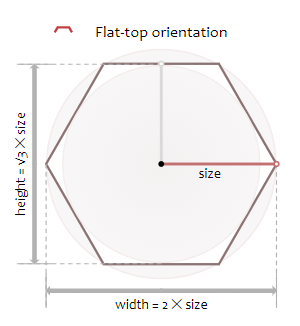 Flat-top orientation
height = √3 × size
size
width = 2 × size